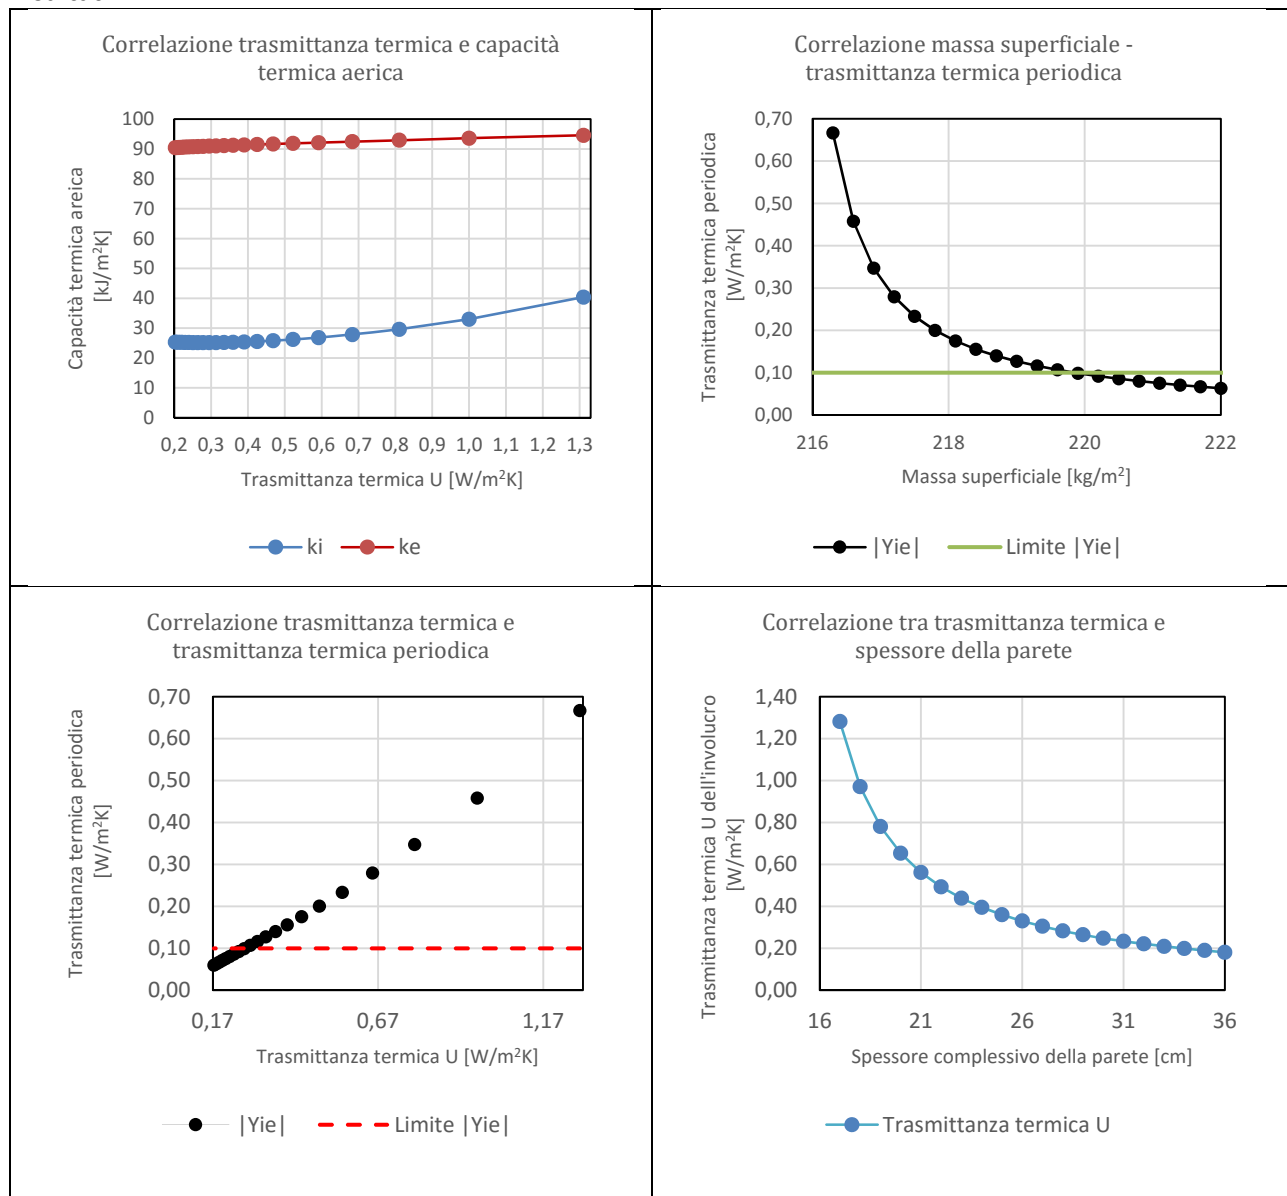 Correlazione trasmittanza termica e capacità
termica aerica
Capacità termica areica
[kJ/m²K]
100
90
80
70
60
50
40
30
20
10
0
0,2 0,3 0,4 0,5 0,6 0,7 0,8 0,9 1,0 1,1 1,2 1,3
Trasmittanza termica U [W/m²K]
ki ke
Correlazione massa superficiale -
trasmittanza termica periodica
Trasmittanza termica periodica
[W/m²K]
0,70
0,60
0,50
0,40
0,30
0,20
0,10
0,00
216 218 220 222
Massa superficiale [kg/m²]
|Yie| Limite |Yie|
Correlazione trasmittanza termica e
trasmittanza termica periodica
Trasmittanza termica periodica
[W/m²K]
0,70
0,60
0,50
0,40
0,30
0,20
0,10
0,00
0,17 0,67 1,17
Trasmittanza termica U [W/m²K]
|Yie| Limite |Yie|
Correlazione tra trasmittanza termica e
spessore della parete
Trasmittanza termica U dell'involucro
[W/m²K]
1,40
1,20
1,00
0,80
0,60
0,40
0,20
0,00
16 21 26 31 36
Spessore complessivo della parete [cm]
Trasmittanza termica U